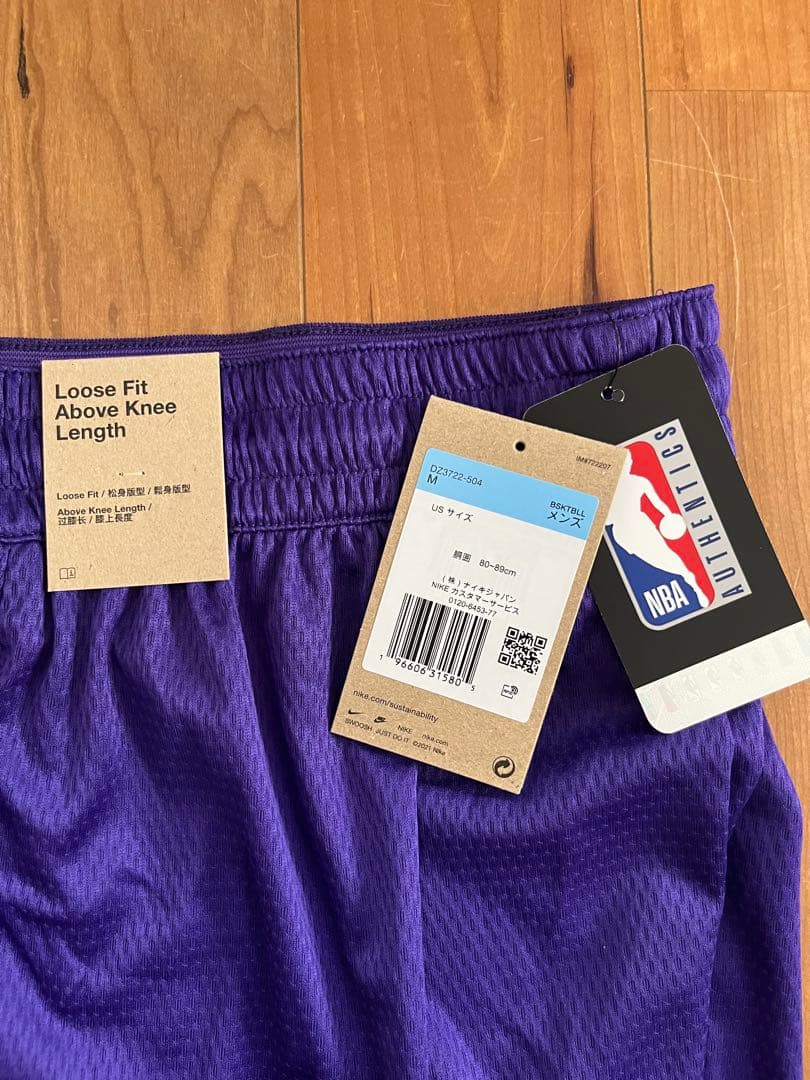 Loose Fit
Above Knee
Length
Loose Fit / 松身版型 / 鬆身版型
Above Knee Length /
过膝长 / 膝上長度
IM#722207
DZ3722-504
M
BSKTBLL
メンズ
US サイズ
胴囲 80~89cm
(株)ナイキジャパン
NIKE カスタマーサービス
0120-6453-77
1 96606 31580 5
nike.com/sustainability
SWOOSH JUST DO IT NIKE nike.com
©2021 Nike
NBA
AUTHENTICS